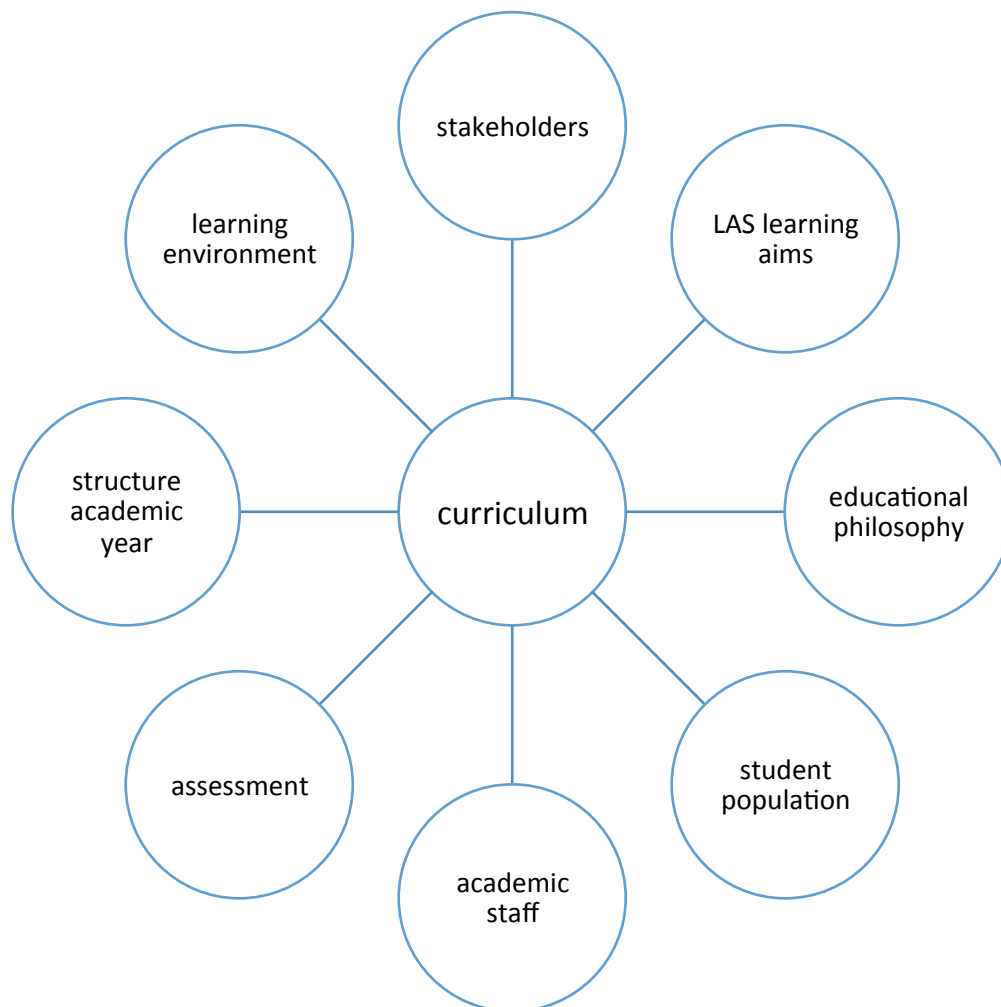 stakeholders
LAS learning
aims
educational
philosophy
student
population
academic
staff
assessment
structure
academic
year
learning
environment
curriculum